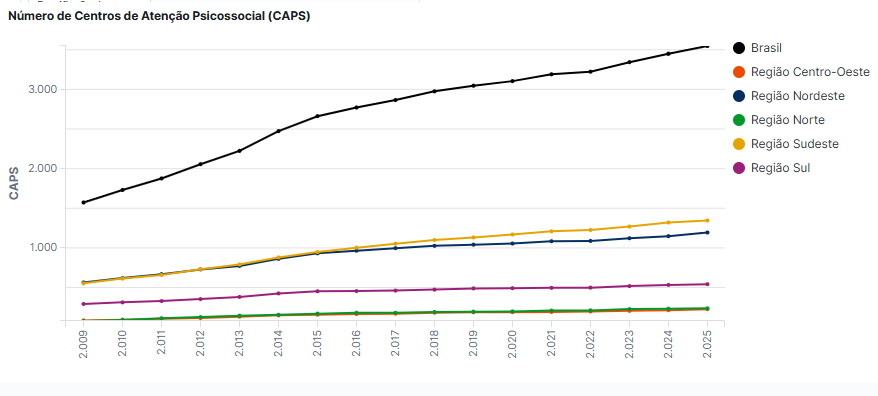 Número de Centros de Atenção Psicossocial (CAPS)
Brasil
Região Centro-Oeste
Região Nordeste
Região Norte
Região Sudeste
Região Sul
CAPS
3.000
2.000
1.000
2.009
2.010
2.011
2.012
2.013
2.014
2.015
2.016
2.017
2.018
2.019
2.020
2.021
2.022
2.023
2.024
2.025